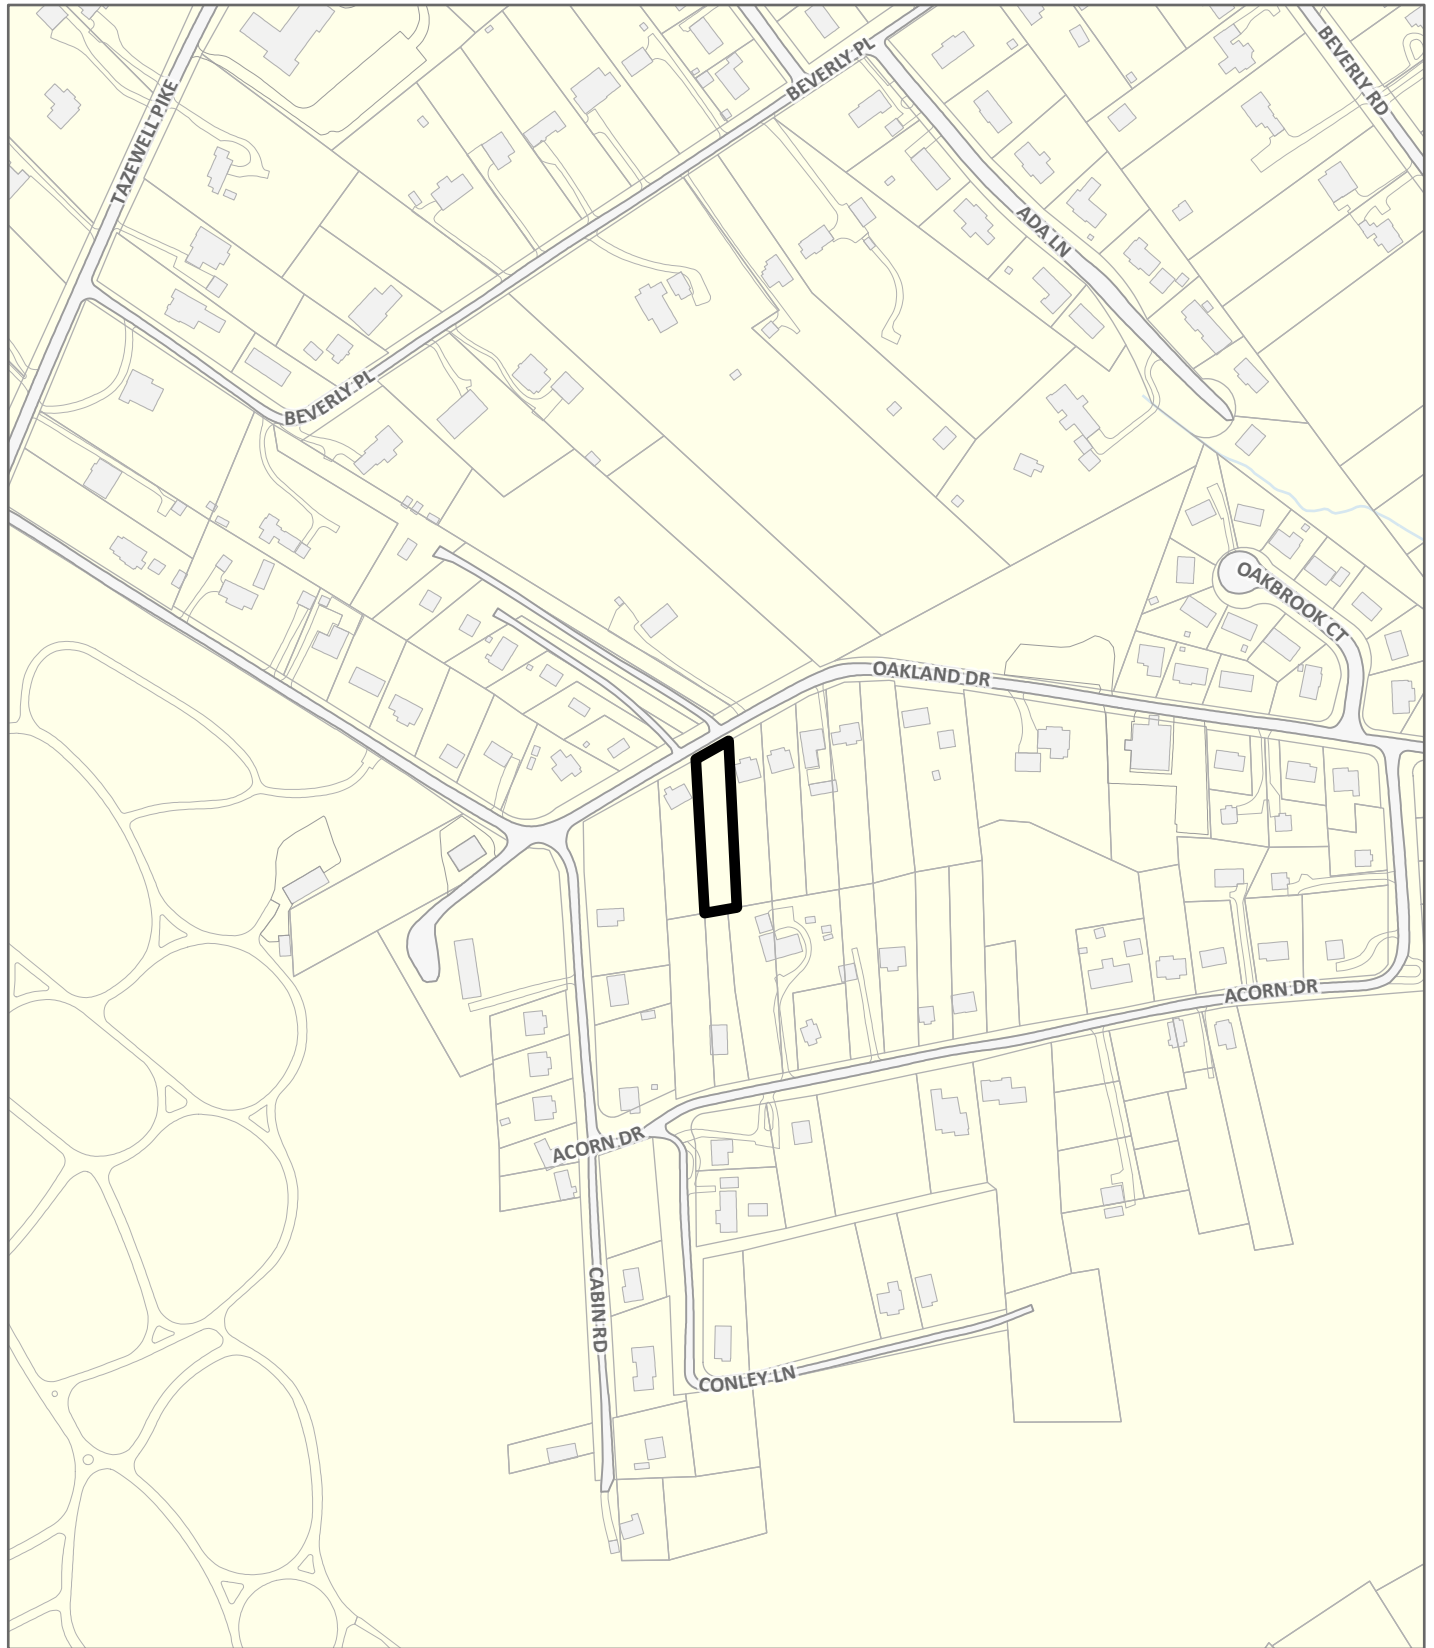 BEVERLY PL
BEVERLY RD
TAZEWELL PIKE
ADA LN
BEVERLY PL
OAKBROOK CT
OAKLAND DR
ACORN DR
ACORN DR
CABIN RD
CONLEY LN